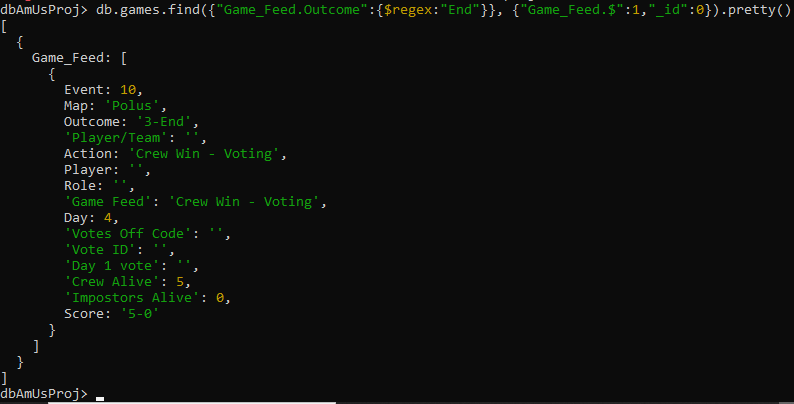 dbAmUsProj> db.games.find({"Game_Feed.Outcome":{$regex:"End"}}, {"Game_Feed.$":1,"_id":0}).pretty()
[
  {
    Game_Feed: [
      {
        Event: 10,
        Map: 'Polus',
        Outcome: '3-End',
        'Player/Team': '',
        Action: 'Crew Win - Voting',
        Player: '',
        Role: '',
        'Game Feed': 'Crew Win - Voting',
        Day: 4,
        'Votes Off Code': '',
        'Vote ID': '',
        'Day 1 vote': '',
        'Crew Alive': 5,
        'Impostors Alive': 0,
        Score: '5-0'
      }
    ]
  }
]
dbAmUsProj>